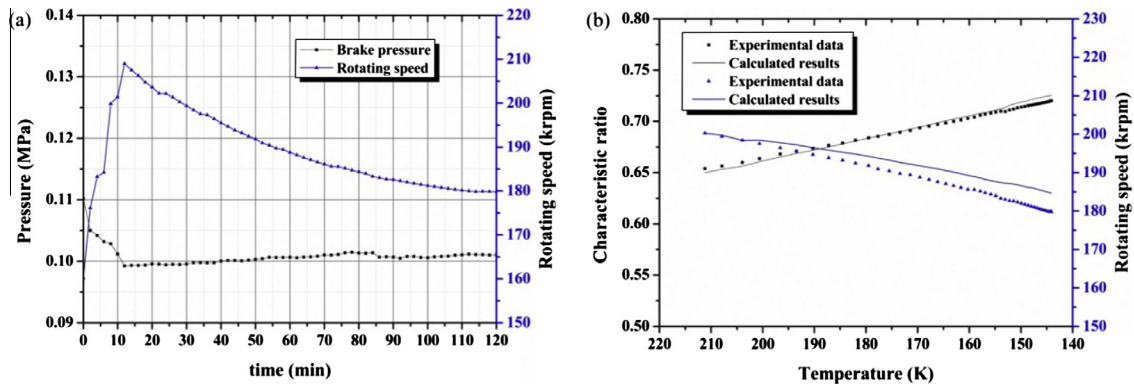 (a)
0.14
0.13
0.12
0.11
0.10
0.09
Pressure (MPa)
0 10 20 30 40 50 60 70 80 90 100 110 120
time (min)
220
210
200
190
180
170
160
150
Rotating speed (krpm)
Brake pressure
Rotating speed
(b)
0.80
0.75
0.70
0.65
0.60
0.55
0.50
Characteristic ratio
220 210 200 190 180 170 160 150 140
Temperature (K)
230
220
210
200
190
180
170
160
150
Rotating speed (krpm)
Experimental data
Calculated results
Experimental data
Calculated results